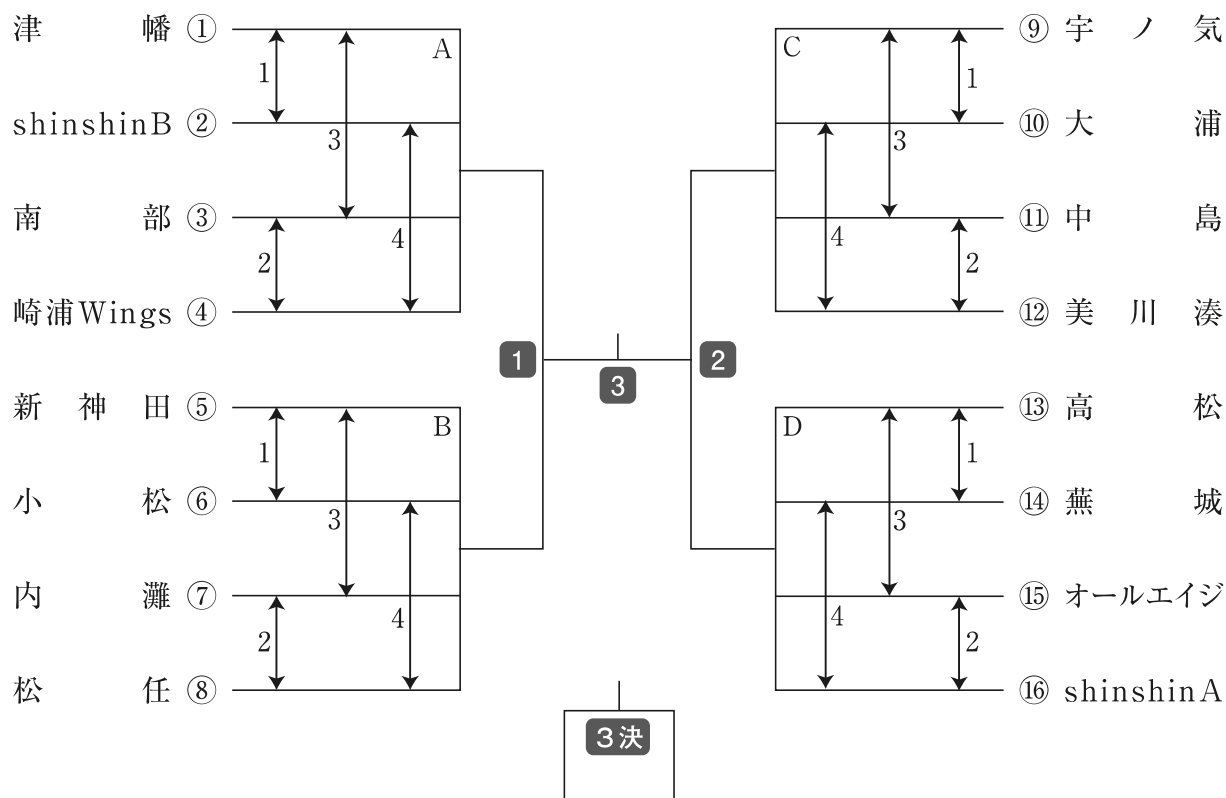 津幡 ①
shinshinB ②
南部 ③
崎浦Wings ④
新神田 ⑤
小松 ⑥
内灘 ⑦
松任 ⑧
A
1
3
4
2
B
1
3
4
2
1
3
2
3決
C
1
3
4
2
D
1
3
4
2
⑨ 宇ノ気
⑩ 大浦
⑪ 中島
⑫ 美川湊
⑬ 高松
⑭ 蕪城
⑮ オールエイジ
⑯ shinshinA